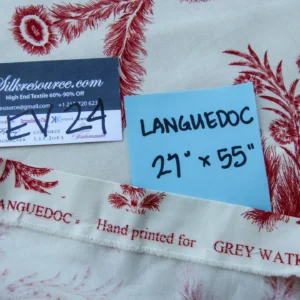 Silkresource.com
High End Textile 60%-90% Off
EV 24
LANGUEDOC
27" x 55"
LANGUEDOC - Hand printed for GREY WATK